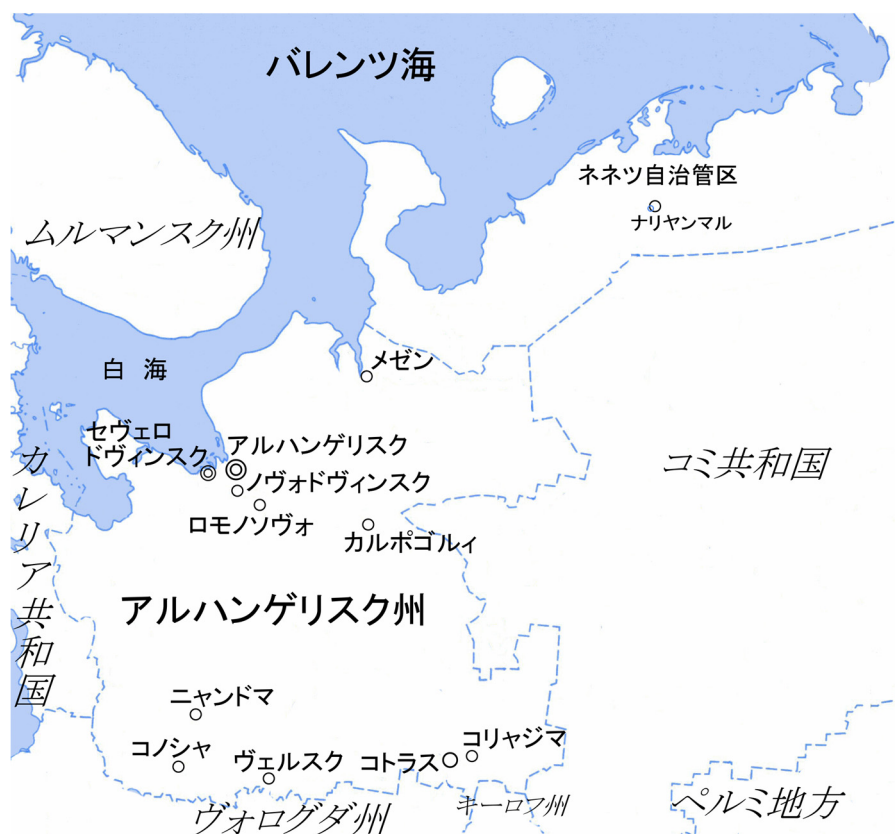 バレンツ海
ネネツ自治管区
ナリヤンマル
ムルマンスク州
メゼン
白 海
セヴェロ
ドヴィンスク
アルハンゲリスク
ノヴォドヴィンスク
ロモノソヴォ
カルポゴルィ
コミ共和国
カレリア共和国
アルハンゲリスク州
ニャンドマ
コノシャ
ヴェルスク
コトラス
コリャジマ
ヴォログダ州
キーロフ州
ペルミ地方